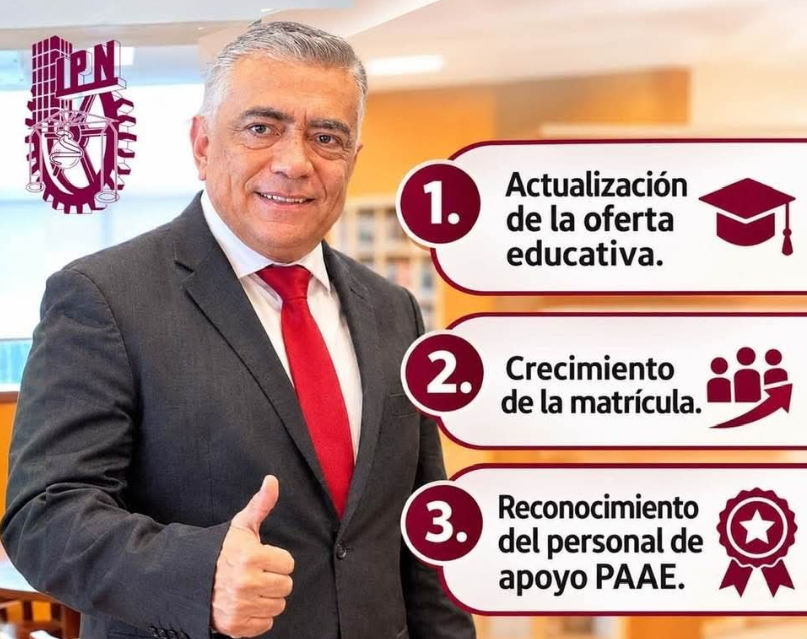 IPN
1.
Actualización
de la oferta
educativa.
2.
Crecimiento
de la matrícula.
3.
Reconocimiento
del personal de
apoyo PAAE.